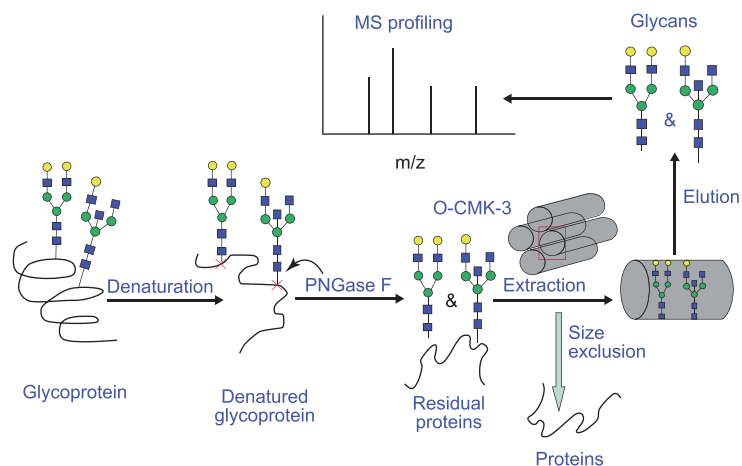 MS profiling
Glycans
&
m/z
O-CMK-3
Elution
Denaturation
PNGase F
&
Extraction
Size
exclusion
Glycoprotein
Denatured
glycoprotein
Residual
proteins
Proteins